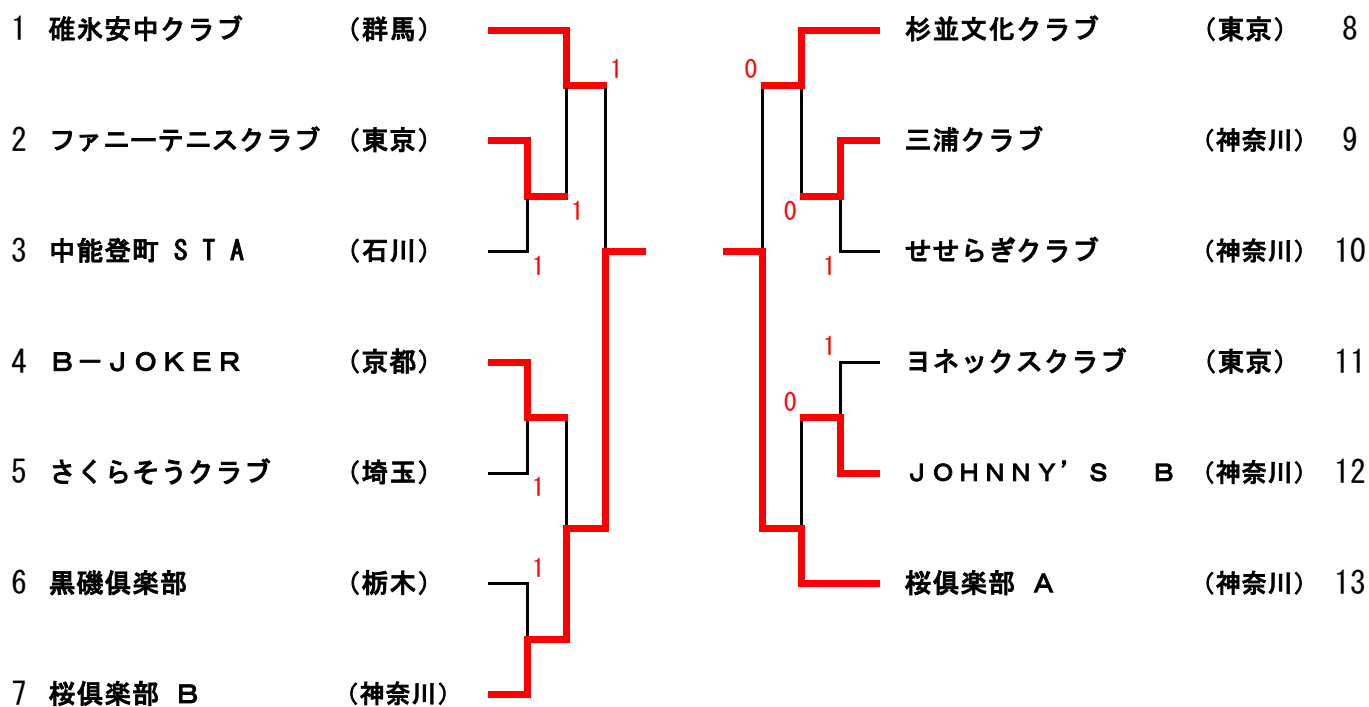 1 碓氷安中クラブ （群馬）
2 ファニーテニスクラブ （東京）
3 中能登町 ＳＴＡ （石川）
4 Ｂ－ＪＯＫＥＲ （京都）
5 さくらそうクラブ （埼玉）
6 黒磯倶楽部 （栃木）
7 桜倶楽部 Ｂ （神奈川）
1
1
1
1
1
0
0
1
1
0
杉並文化クラブ （東京） 8
三浦クラブ （神奈川） 9
せせらぎクラブ （神奈川） 10
ヨネックスクラブ （東京） 11
ＪＯＨＮＮＹ’Ｓ Ｂ （神奈川） 12
桜倶楽部 Ａ （神奈川） 13